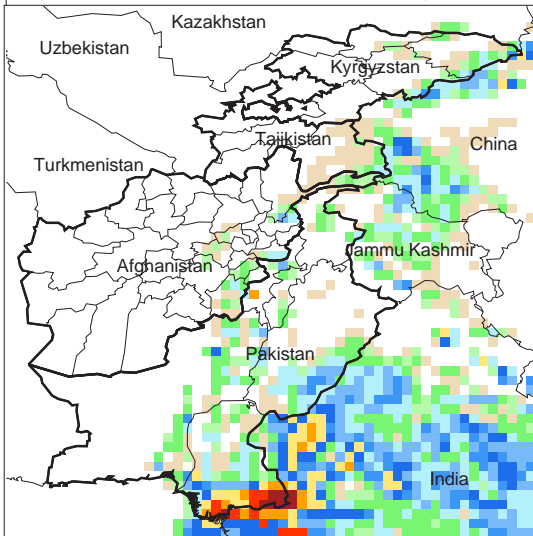 Kazakhstan
Uzbekistan
Kyrgyzstan
Tajikistan
China
Turkmenistan
Jammu Kashmir
Afghanistan
Pakistan
India